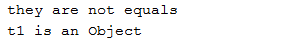 they are not equals
t1 is an Object